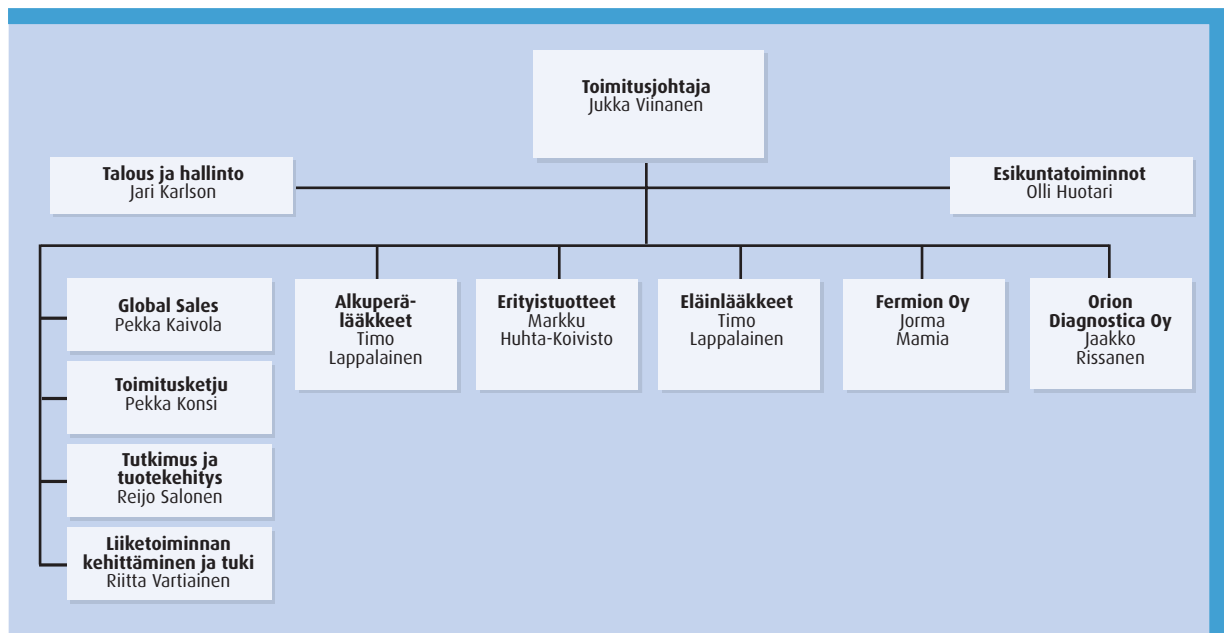 Toimitusjohtaja
Jukka Viinanen
Talous ja hallinto
Jari Karlson
Esikuntatoiminnot
Olli Huotari
Global Sales
Pekka Kaivola
Toimitusketju
Pekka Konsi
Tutkimus ja
tuotekehitys
Reijo Salonen
Liiketoiminnan
kehittäminen ja tuki
Riitta Vartiainen
Alkuperä-
lääkkeet
Timo
Lappalainen
Erityistuotteet
Markku
Huhta-Koivisto
Eläinlääkkeet
Timo
Lappalainen
Fermion Oy
Jorma
Mamia
Orion
Diagnostica Oy
Jaakko
Rissanen